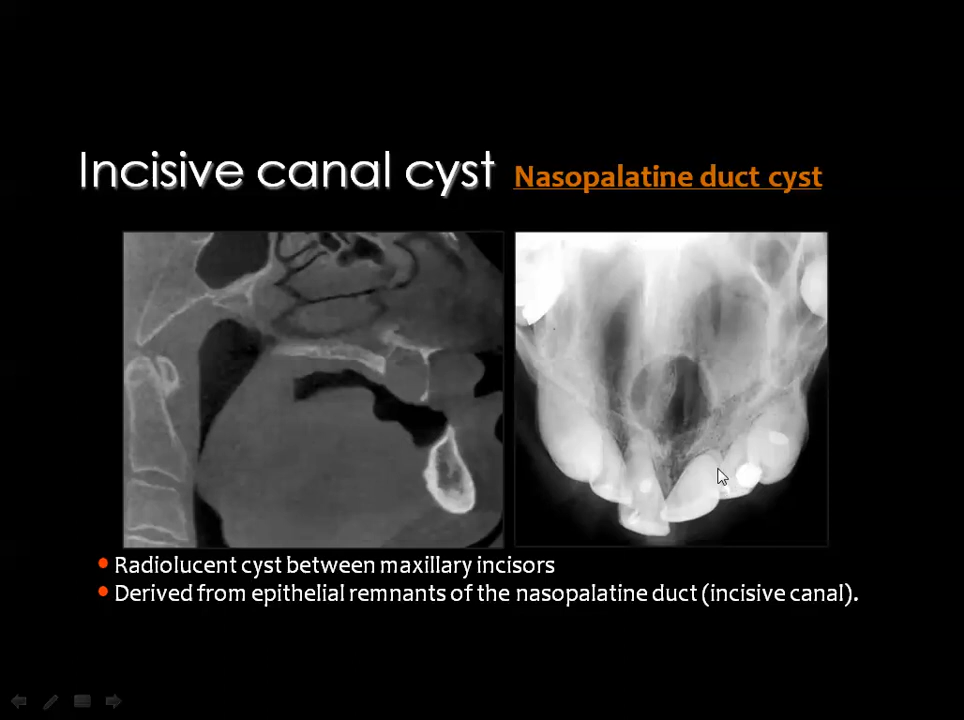 Incisive canal cyst Nasopalatine duct cyst
Radiolucent cyst between maxillary incisors
Derived from epithelial remnants of the nasopalatine duct (incisive canal).